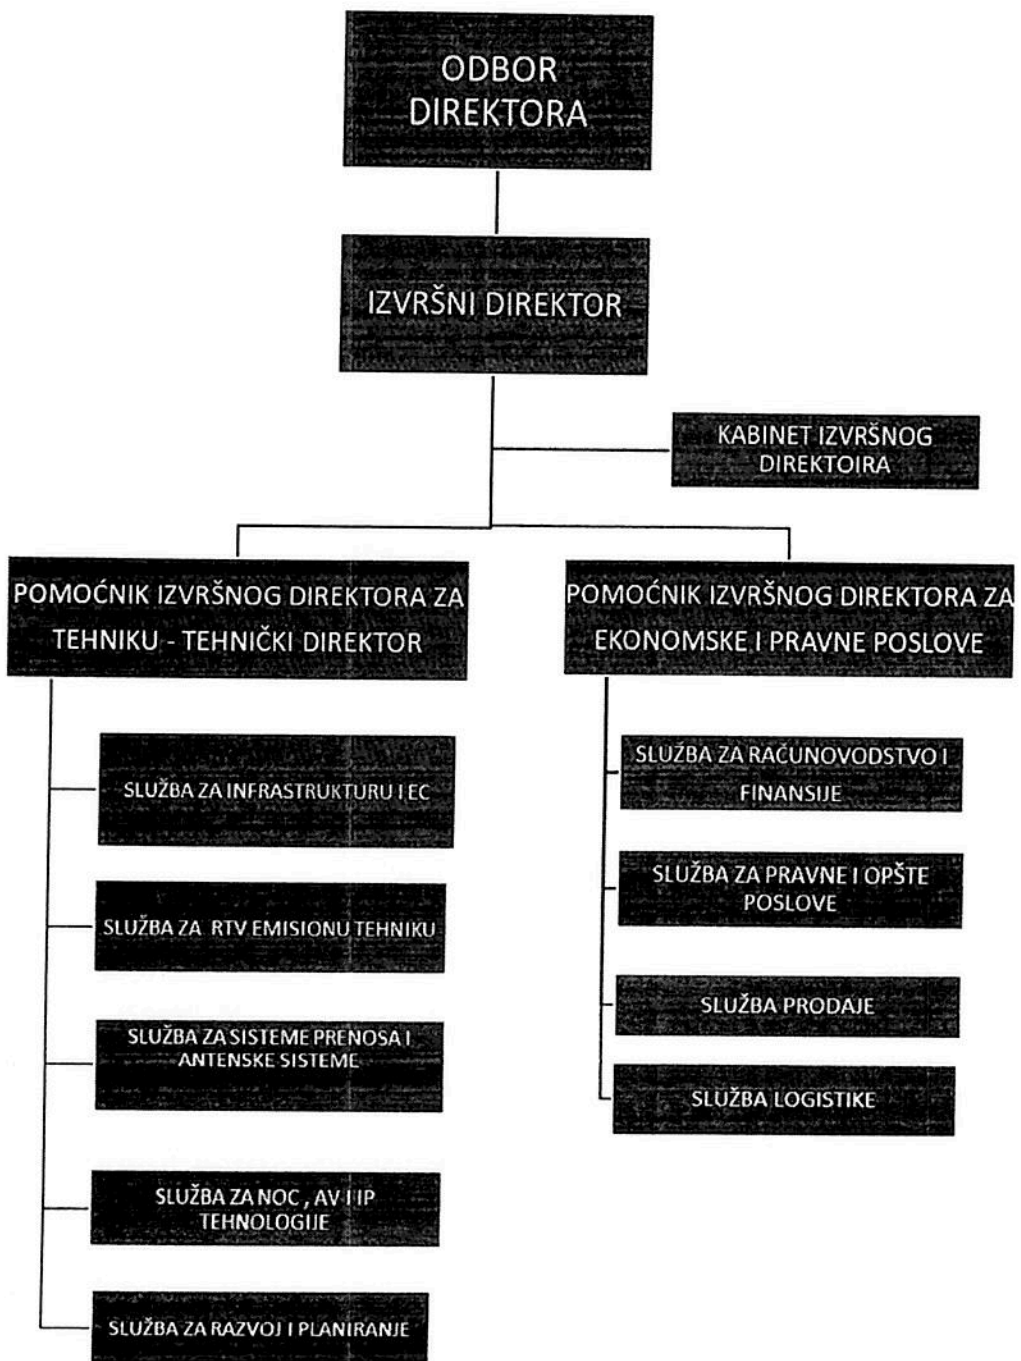 ODBOR
DIREKTORA
IZVRŠNI DIREKTOR
KABINET IZVRŠNOG
DIREKTOIRA
POMOĆNIK IZVRŠNOG DIREKTORA ZA
TEHNIKU - TEHNIČKI DIREKTOR
SLUŽBA ZA INFRASTRUKTURU I EC
SLUŽBA ZA RTV EMISIONU TEHNIKU
SLUŽBA ZA SISTEME PRENOSA I
ANTENSKE SISTEME
SLUŽBA ZA NOC , AV I IP
TEHNOLOGIJE
SLUŽBA ZA RAZVOJ I PLANIRANJE
POMOĆNIK IZVRŠNOG DIREKTORA ZA
EKONOMSKE I PRAVNE POSLOVE
SLUŽBA ZA RAČUNOVODSTVO I
FINANSIJE
SLUŽBA ZA PRAVNE I OPŠTE
POSLOVE
SLUŽBA PRODAJE
SLUŽBA LOGISTIKE